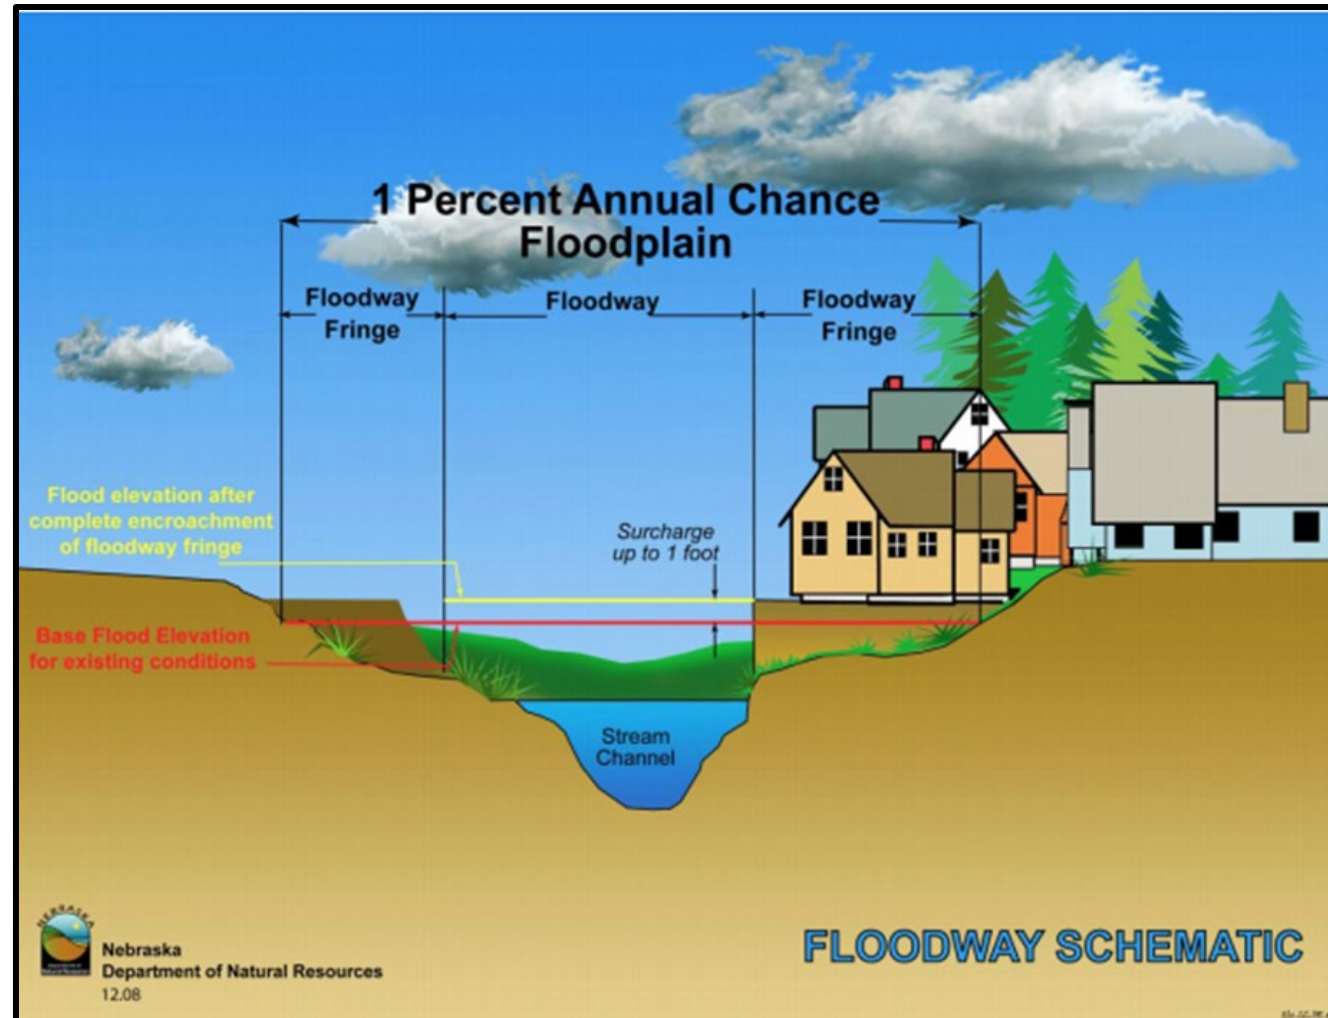 1 Percent Annual Chance
Floodplain
Floodway
Fringe
Floodway
Floodway
Fringe
Flood elevation after
complete encroachment
of floodway fringe
Surcharge
up to 1 foot
Base Flood Elevation
for existing conditions
Stream
Channel
NEBRASKA
Nebraska
Department of Natural Resources
12.08
FLOODWAY SCHEMATIC